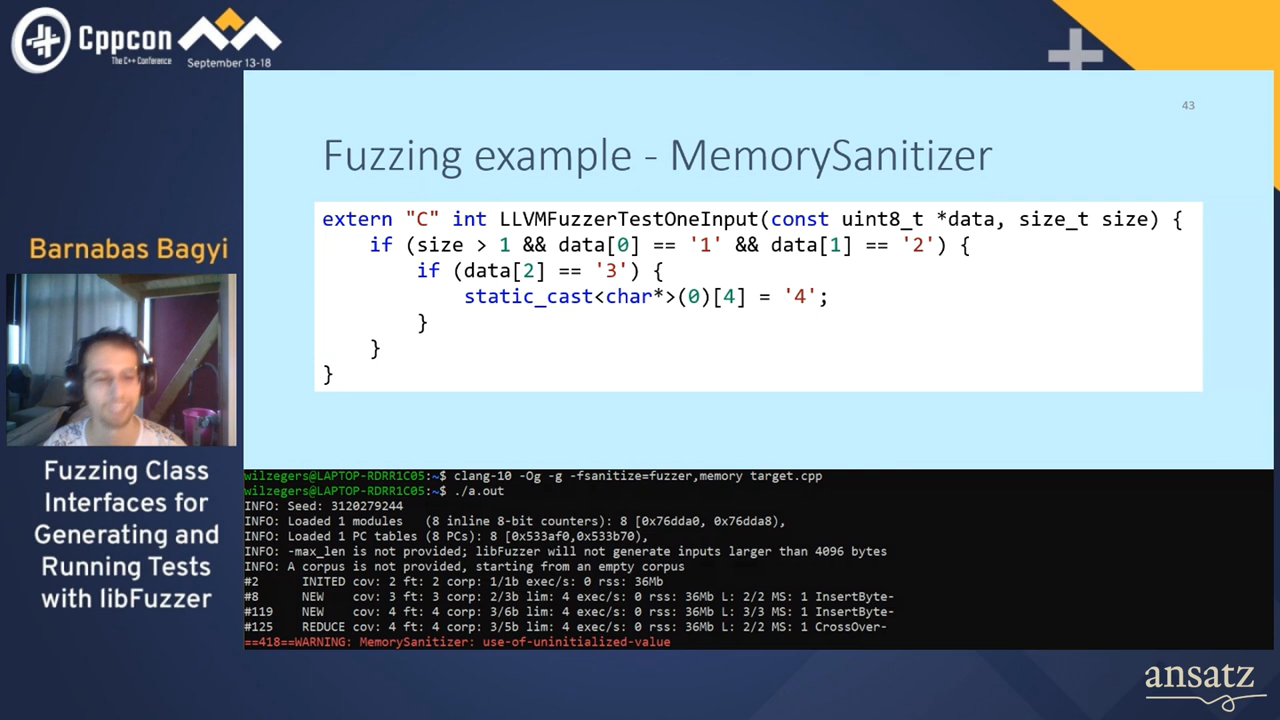 Cppcon
The C++ Conference
September 13-18
43
Fuzzing example - MemorySanitizer
extern "C" int LLVMFuzzerTestOneInput(const uint8_t *data, size_t size) {
if (size > 1 && data[0] == '1' && data[1] == '2') {
if (data[2] == '3') {
static_cast<char*>(0)[4] = '4';
}
}
}
Barnabas Bagyi
Fuzzing Class
Interfaces for
Generating and
Running Tests
with libFuzzer
wilzegers@LAPTOP-RDRR1C05:~$ clang-10 -Og -g -fsanitize=fuzzer,memory target.cpp
wilzegers@LAPTOP-RDRR1C05:~$ ./a.out
INFO: Seed: 3120279244
INFO: Loaded 1 modules   (8 inline 8-bit counters): 8 [0x76dda0, 0x76dda8),
INFO: Loaded 1 PC tables (8 PCs): 8 [0x533af0,0x533b70),
INFO: -max_len is not provided; libFuzzer will not generate inputs larger than 4096 bytes
INFO: A corpus is not provided, starting from an empty corpus
#2      INITED cov: 2 ft: 2 corp: 1/1b exec/s: 0 rss: 36Mb
#8      NEW    cov: 3 ft: 3 corp: 2/3b lim: 4 exec/s: 0 rss: 36Mb L: 2/2 MS: 1 InsertByte-
#119    NEW    cov: 4 ft: 4 corp: 3/6b lim: 4 exec/s: 0 rss: 36Mb L: 3/3 MS: 1 InsertByte-
#125    REDUCE cov: 4 ft: 4 corp: 3/5b lim: 4 exec/s: 0 rss: 36Mb L: 2/2 MS: 1 CrossOver-
==418==WARNING: MemorySanitizer: use-of-uninitialized-value
ansatz